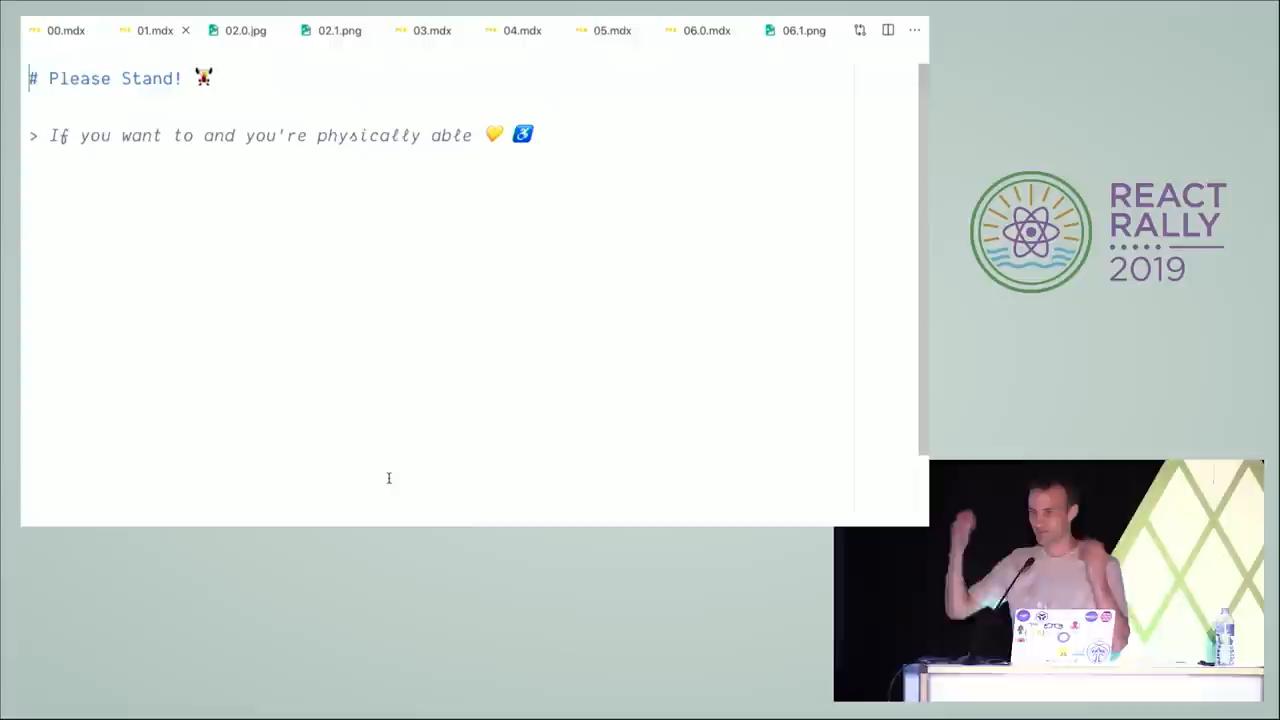 00.mdx 01.mdx 02.0.jpg 02.1.png 03.mdx 04.mdx 05.mdx 06.0.mdx 06.1.png
# Please Stand! 
> If you want to and you're physically able 💛 ♿
REACT
RALLY
2019